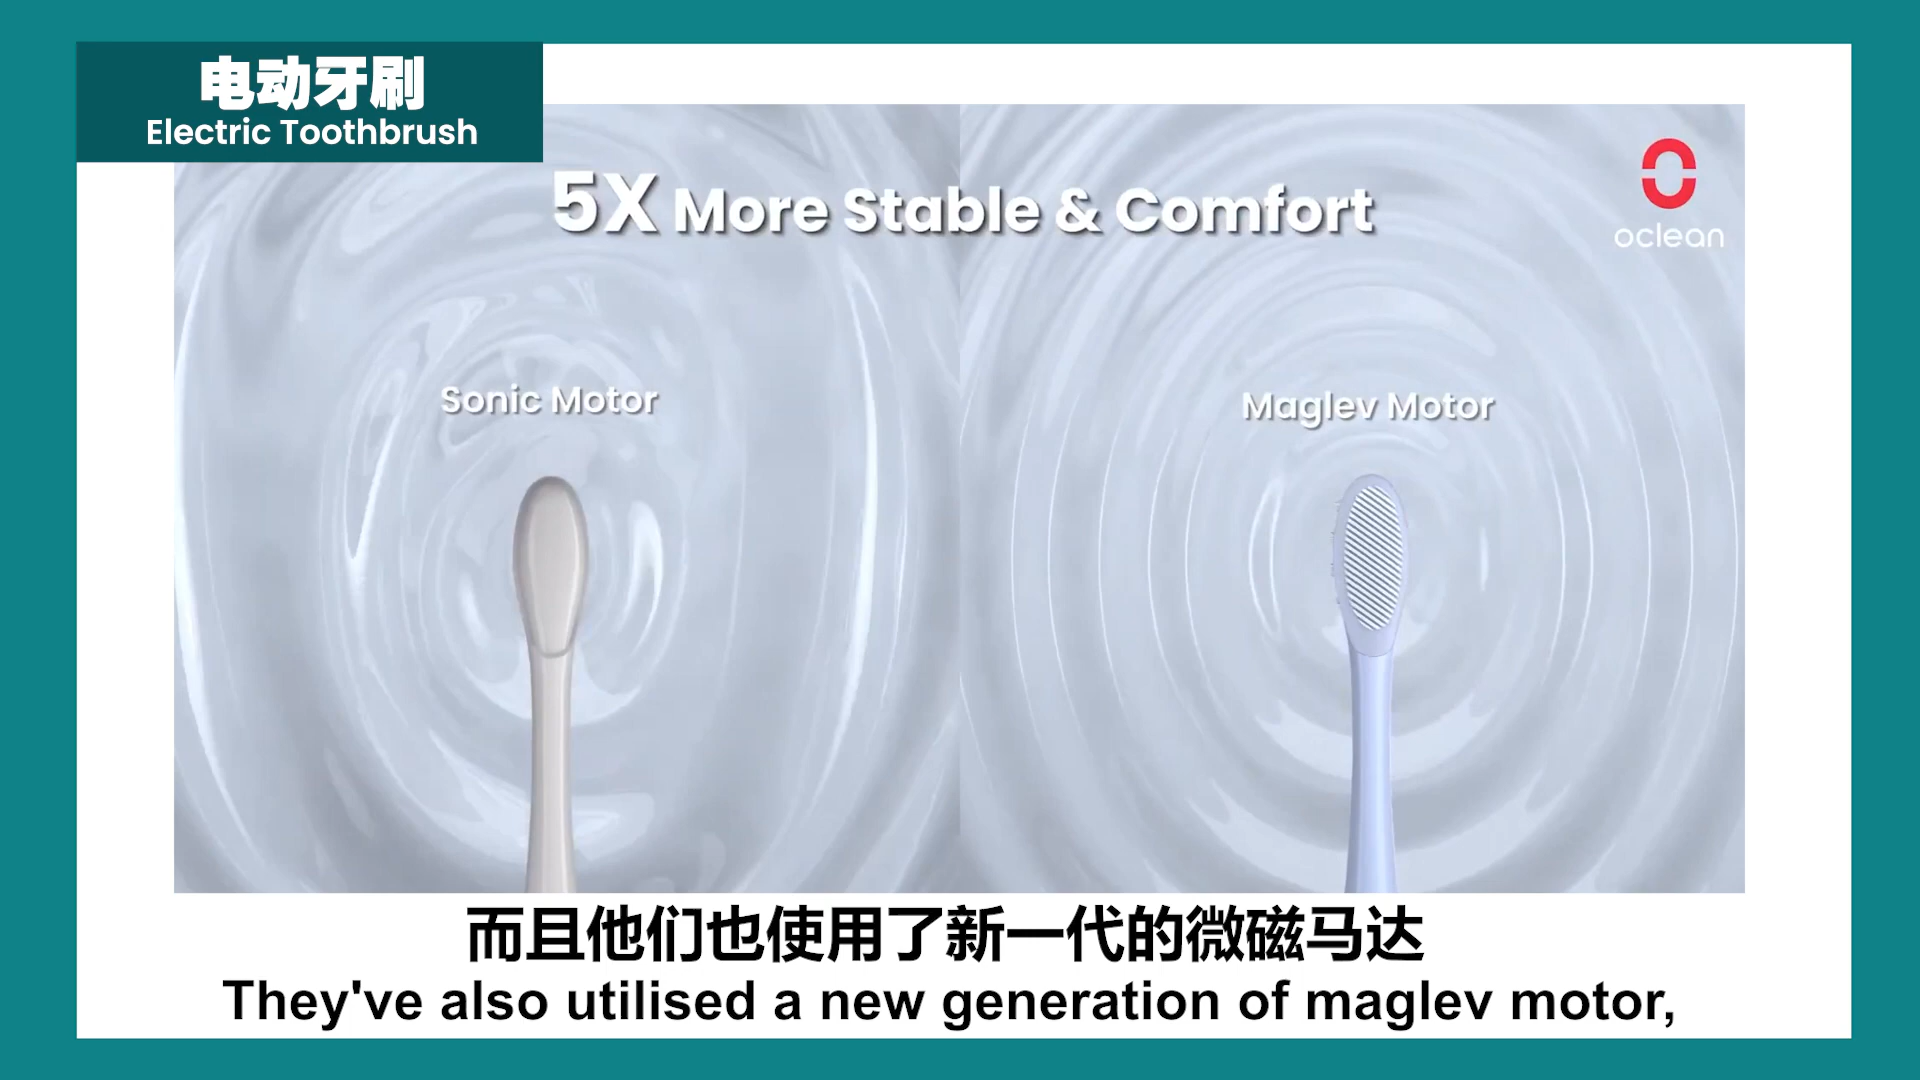 电动牙刷
Electric Toothbrush
5X More Stable & Comfort
oclean
Sonic Motor
Maglev Motor
而且他们也使用了新一代的微磁马达
They've also utilised a new generation of maglev motor,